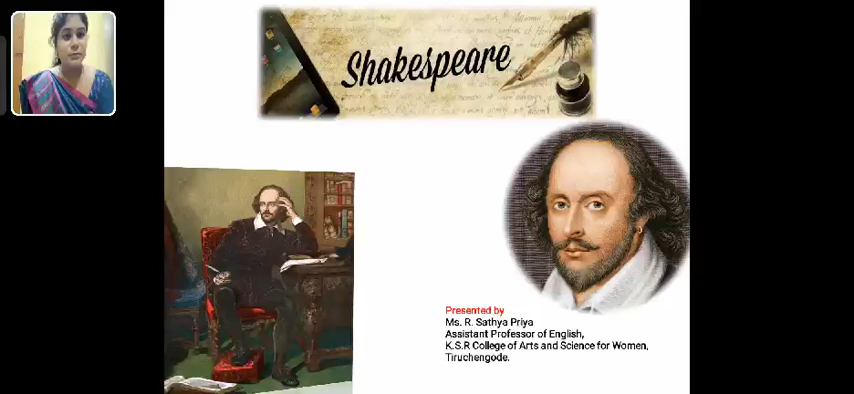 Shakespeare
Presented by
Ms. R. Sathya Priya
Assistant Professor of English,
K.S.R College of Arts and Science for Women,
Tiruchengode.